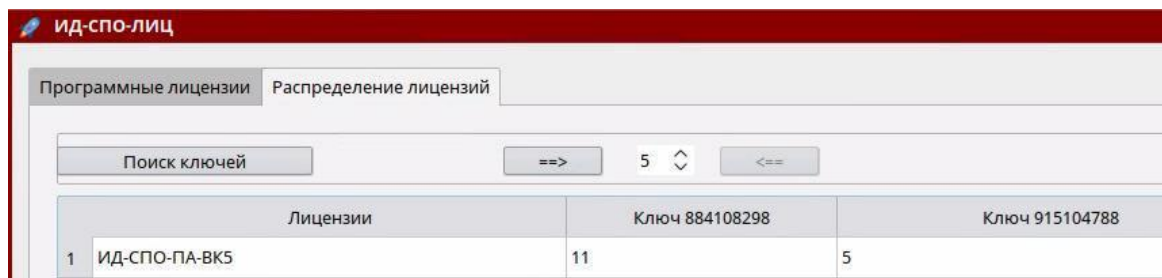 ИД-СПО-ЛИЦ
Программные лицензии Распределение лицензий
Поиск ключей ==> 5 <==
Лицензии Ключ 884108298 Ключ 915104788
1 ИД-СПО-ПА-ВК5 11 5